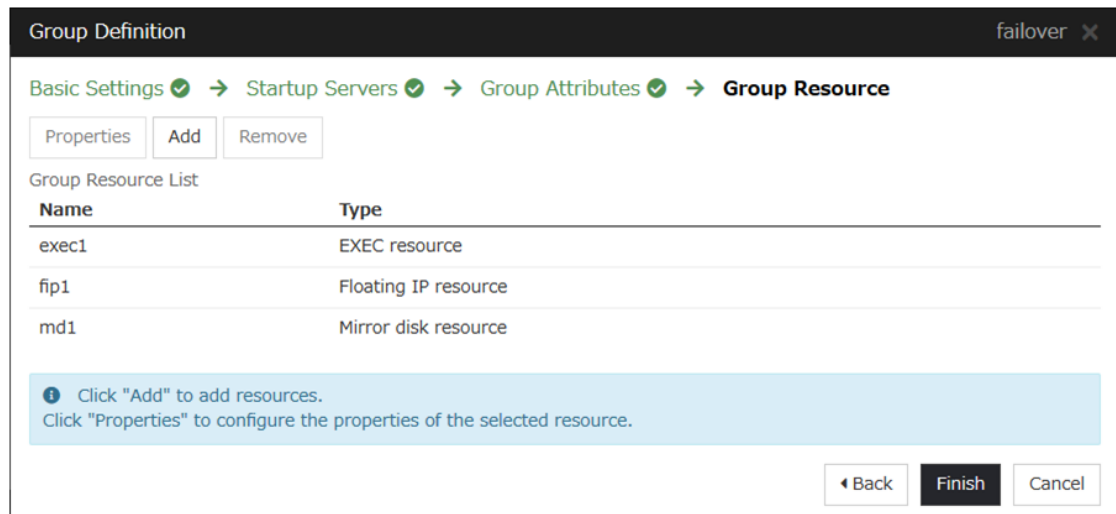 Group Definition failover
Basic Settings → Startup Servers → Group Attributes → Group Resource
Properties Add Remove
Group Resource List
Name Type
exec1 EXEC resource
fip1 Floating IP resource
md1 Mirror disk resource
Click "Add" to add resources.
Click "Properties" to configure the properties of the selected resource.
Back Finish Cancel